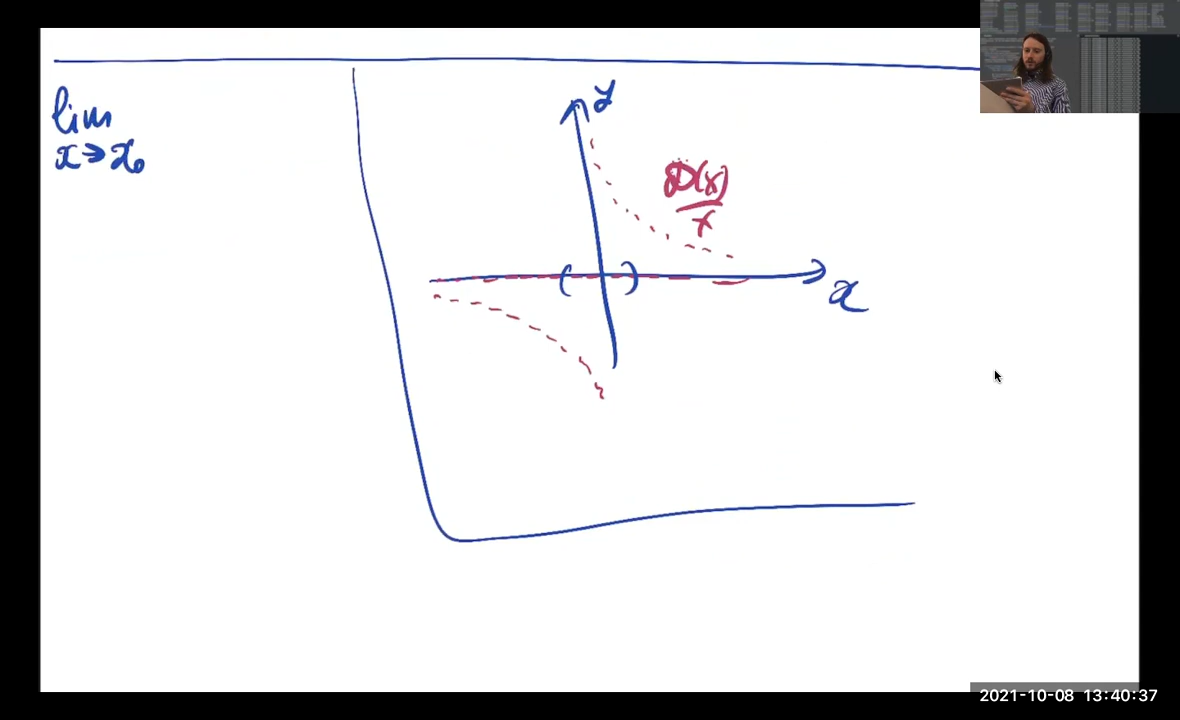 lim
x→x₀
y
𝒟(x)
x
( )
x
2021-10-08 13:40:37